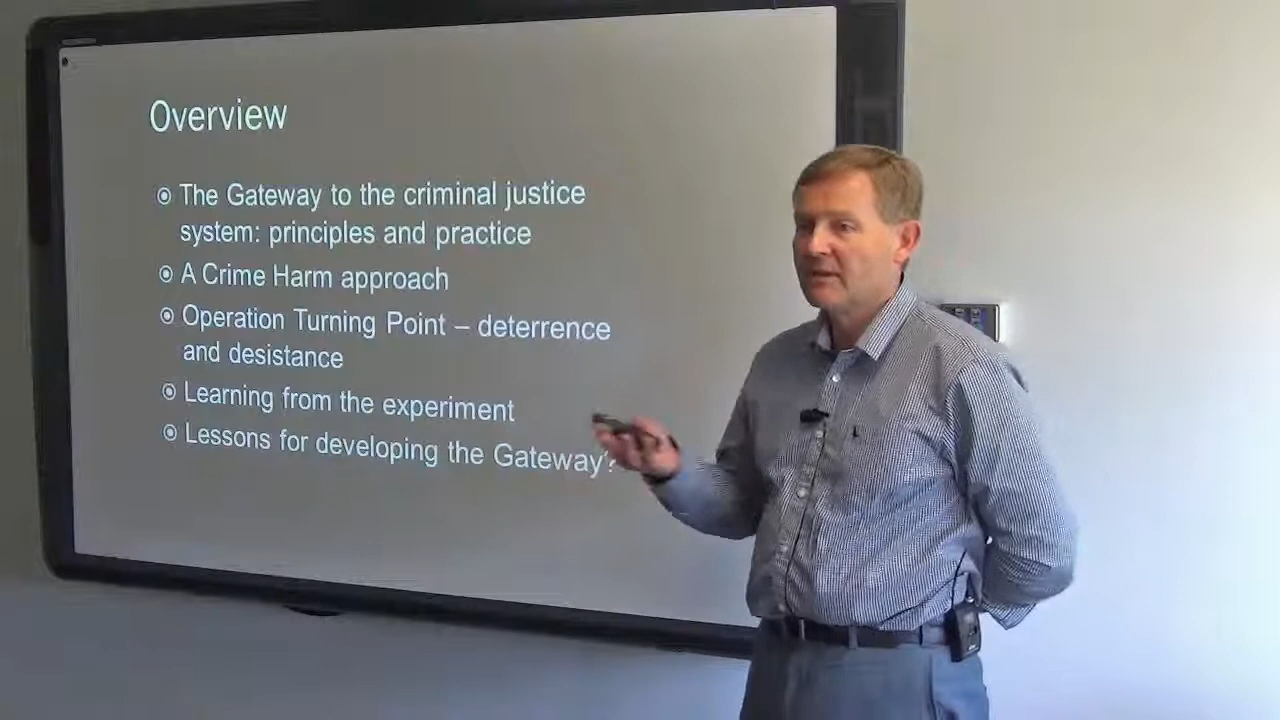 Overview
The Gateway to the criminal justice
system: principles and practice
A Crime Harm approach
Operation Turning Point – deterrence
and desistance
Learning from the experiment
Lessons for developing the Gateway?